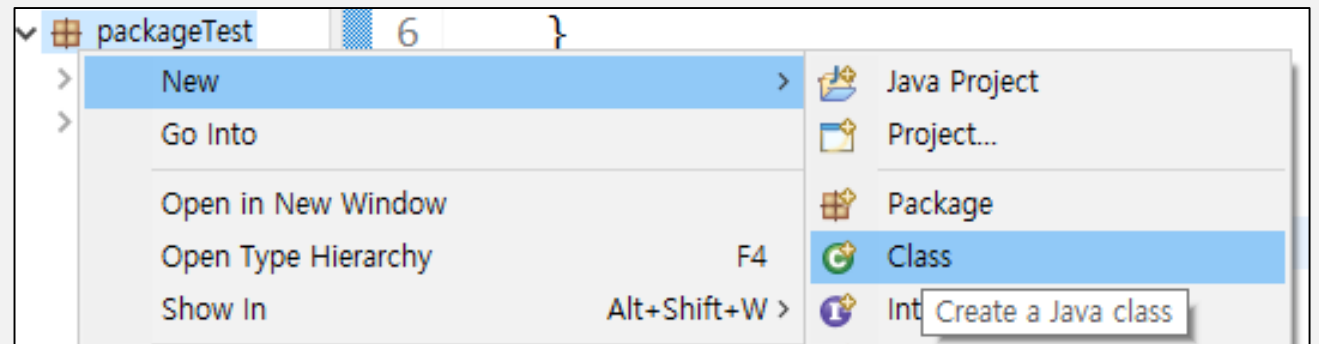 packageTest 6 }
New > Java Project
Go Into Project...
Open in New Window Package
Open Type Hierarchy F4 Class
Show In Alt+Shift+W > Int Create a Java class